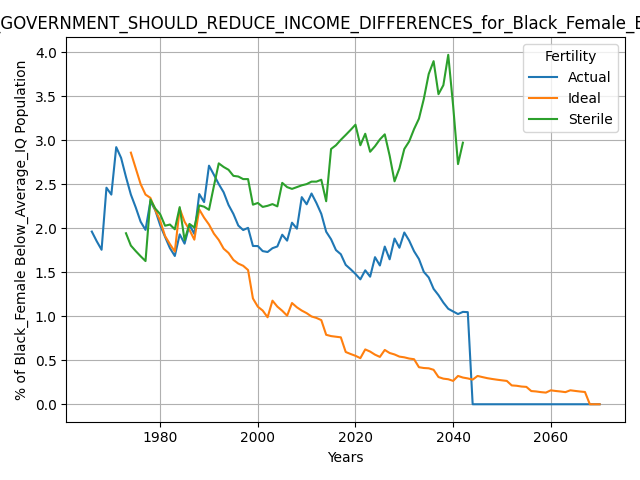 _GOVERNMENT_SHOULD_REDUCE_INCOME_DIFFERENCES_for_Black_Female_B
% of Black_Female Below_Average_IQ Population
4.0
3.5
3.0
2.5
2.0
1.5
1.0
0.5
0.0
1980
2000
2020
2040
2060
Years
Fertility
Actual
Ideal
Sterile